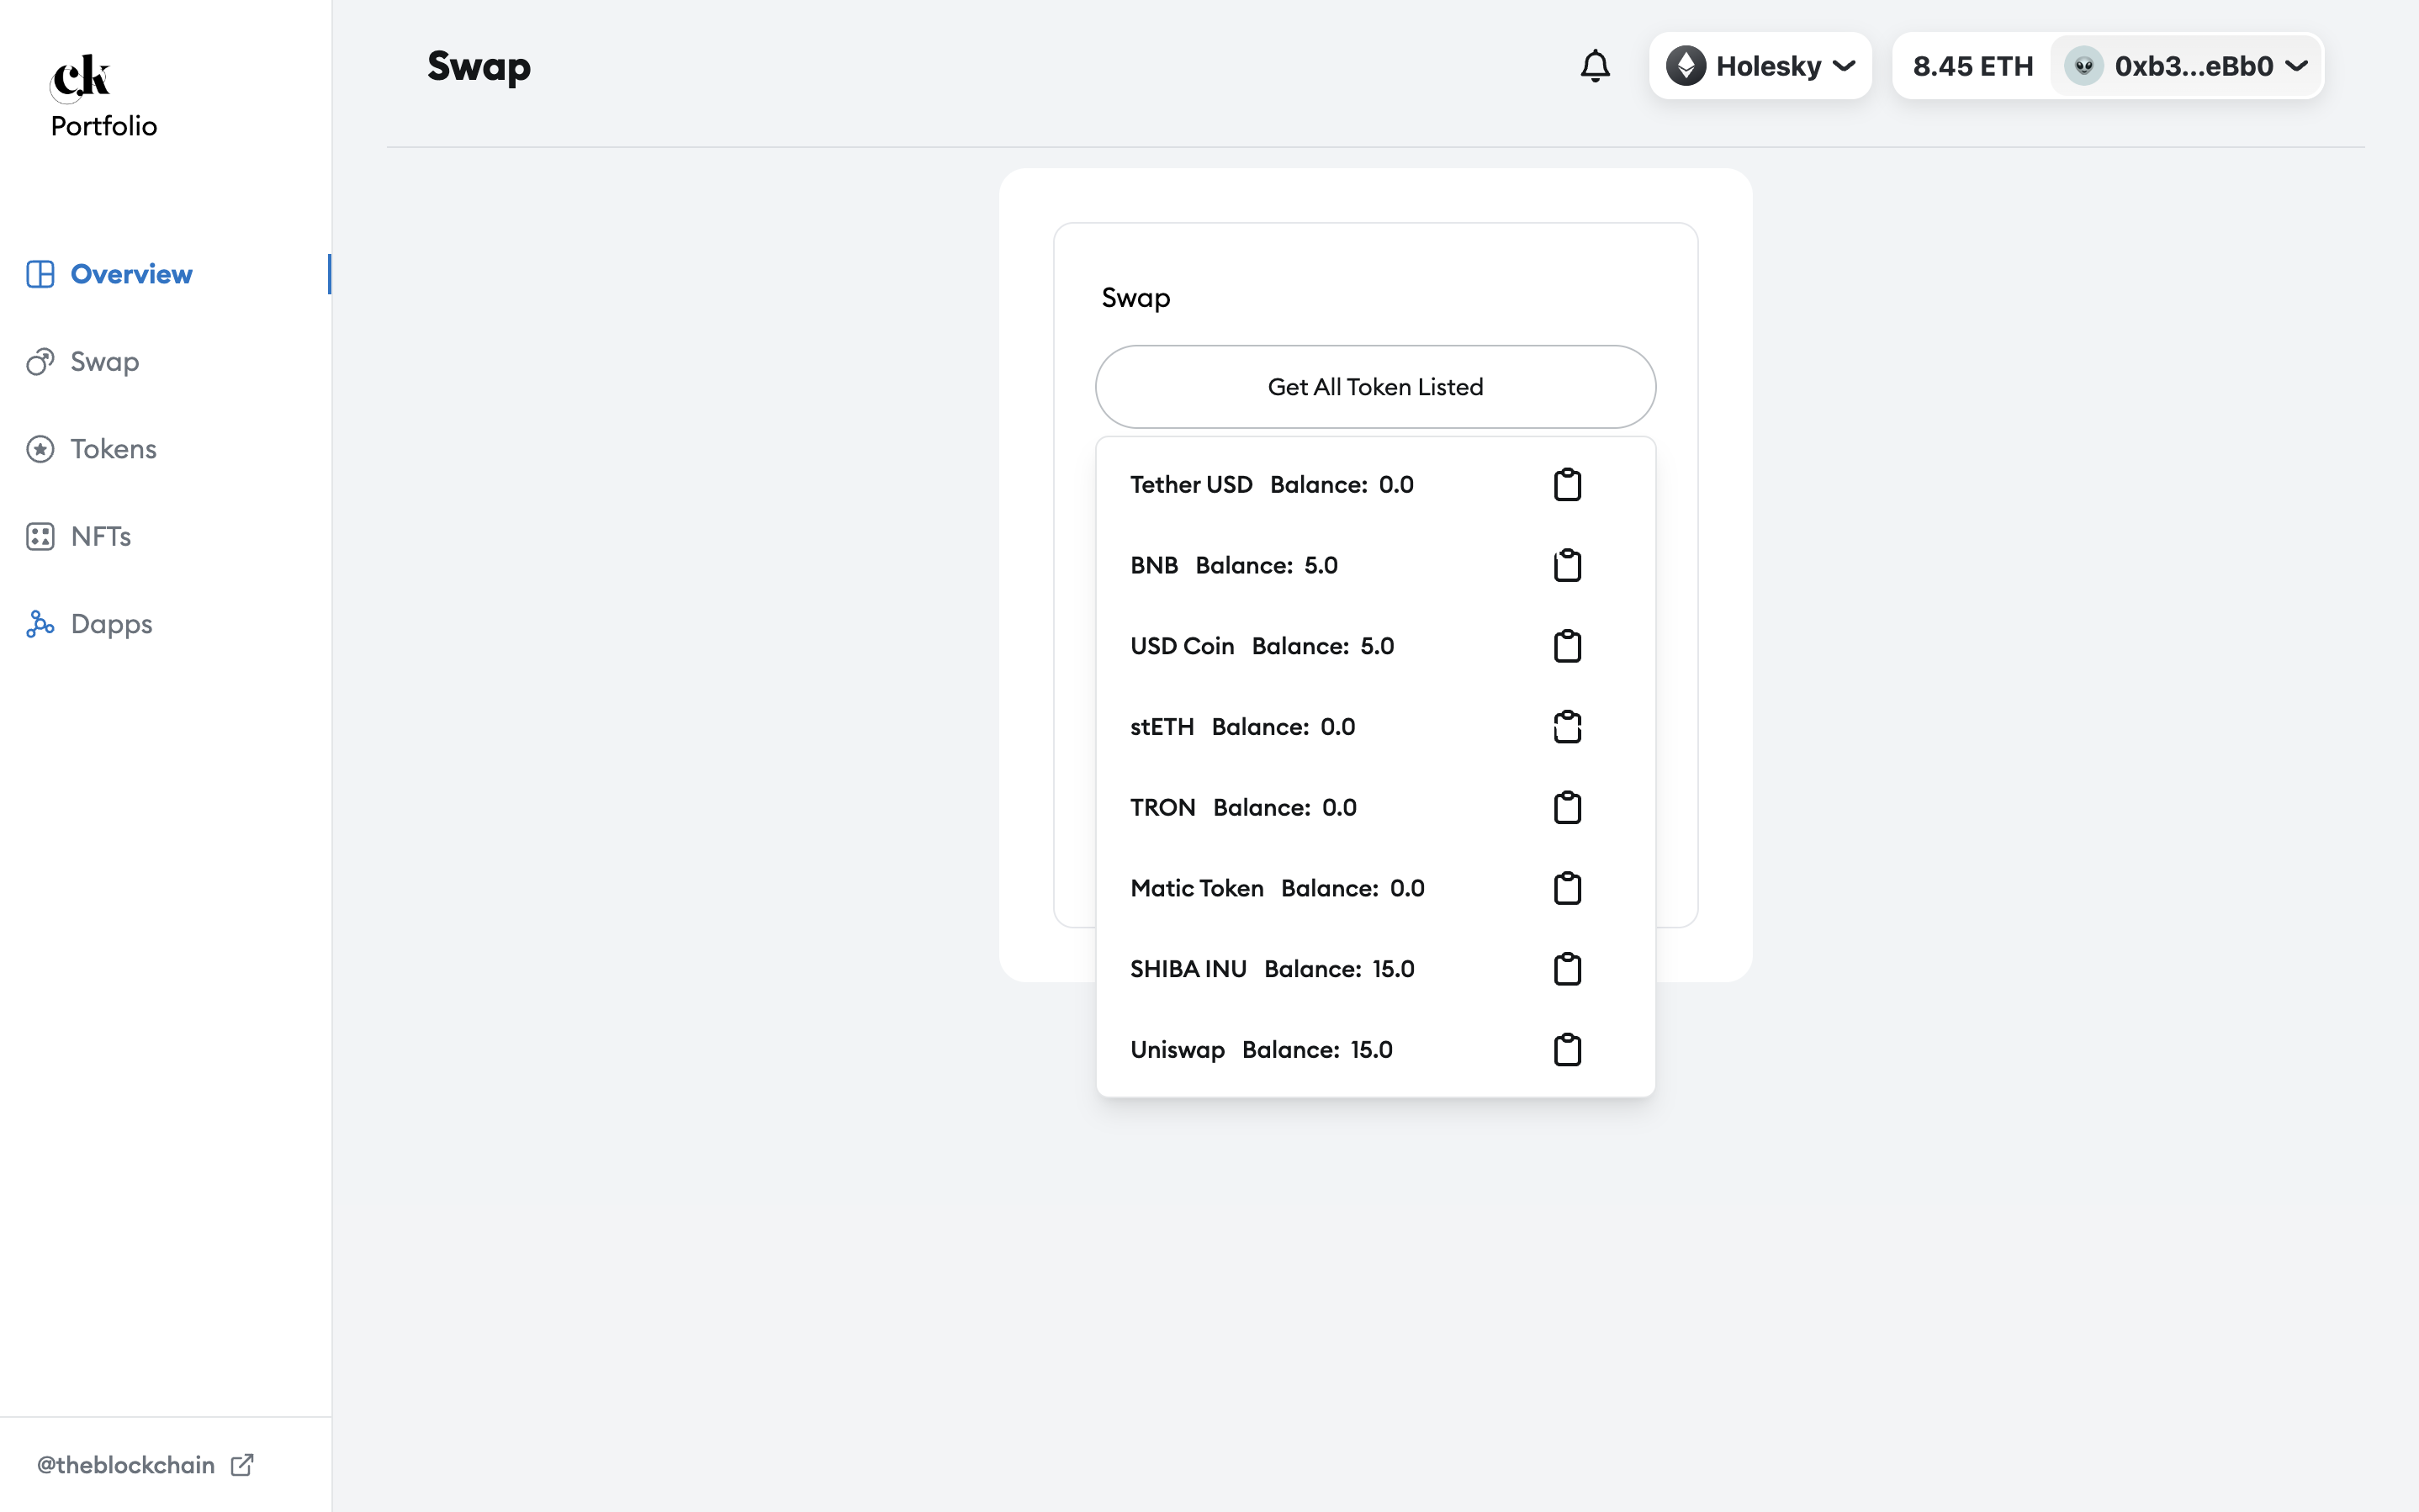 ck
Portfolio
Overview
Swap
Tokens
NFTs
Dapps
@theblockchain
Swap
Holesky
8.45 ETH
0xb3...eBb0
Swap
Get All Token Listed
Tether USD Balance: 0.0
BNB Balance: 5.0
USD Coin Balance: 5.0
stETH Balance: 0.0
TRON Balance: 0.0
Matic Token Balance: 0.0
SHIBA INU Balance: 15.0
Uniswap Balance: 15.0